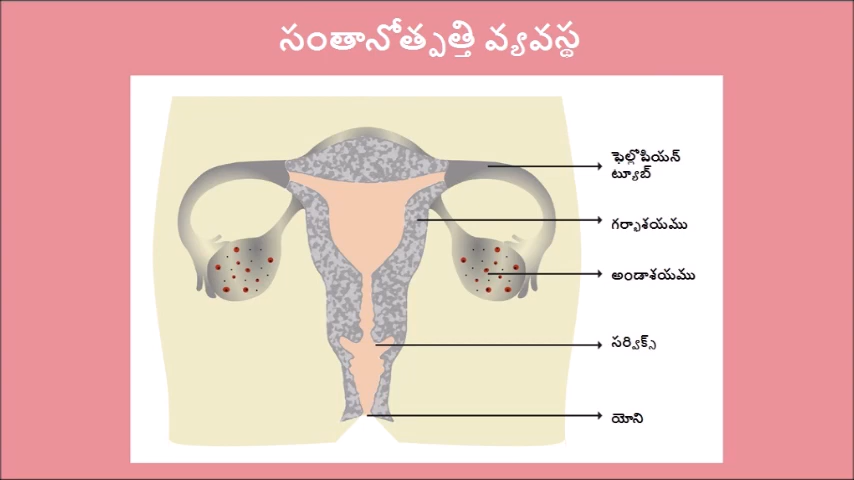 సంతానోత్పత్తి వ్యవస్థ
ఫెల్లోపియన్
ట్యూబ్
గర్భాశయము
అండాశయము
సర్విక్స్
యోని